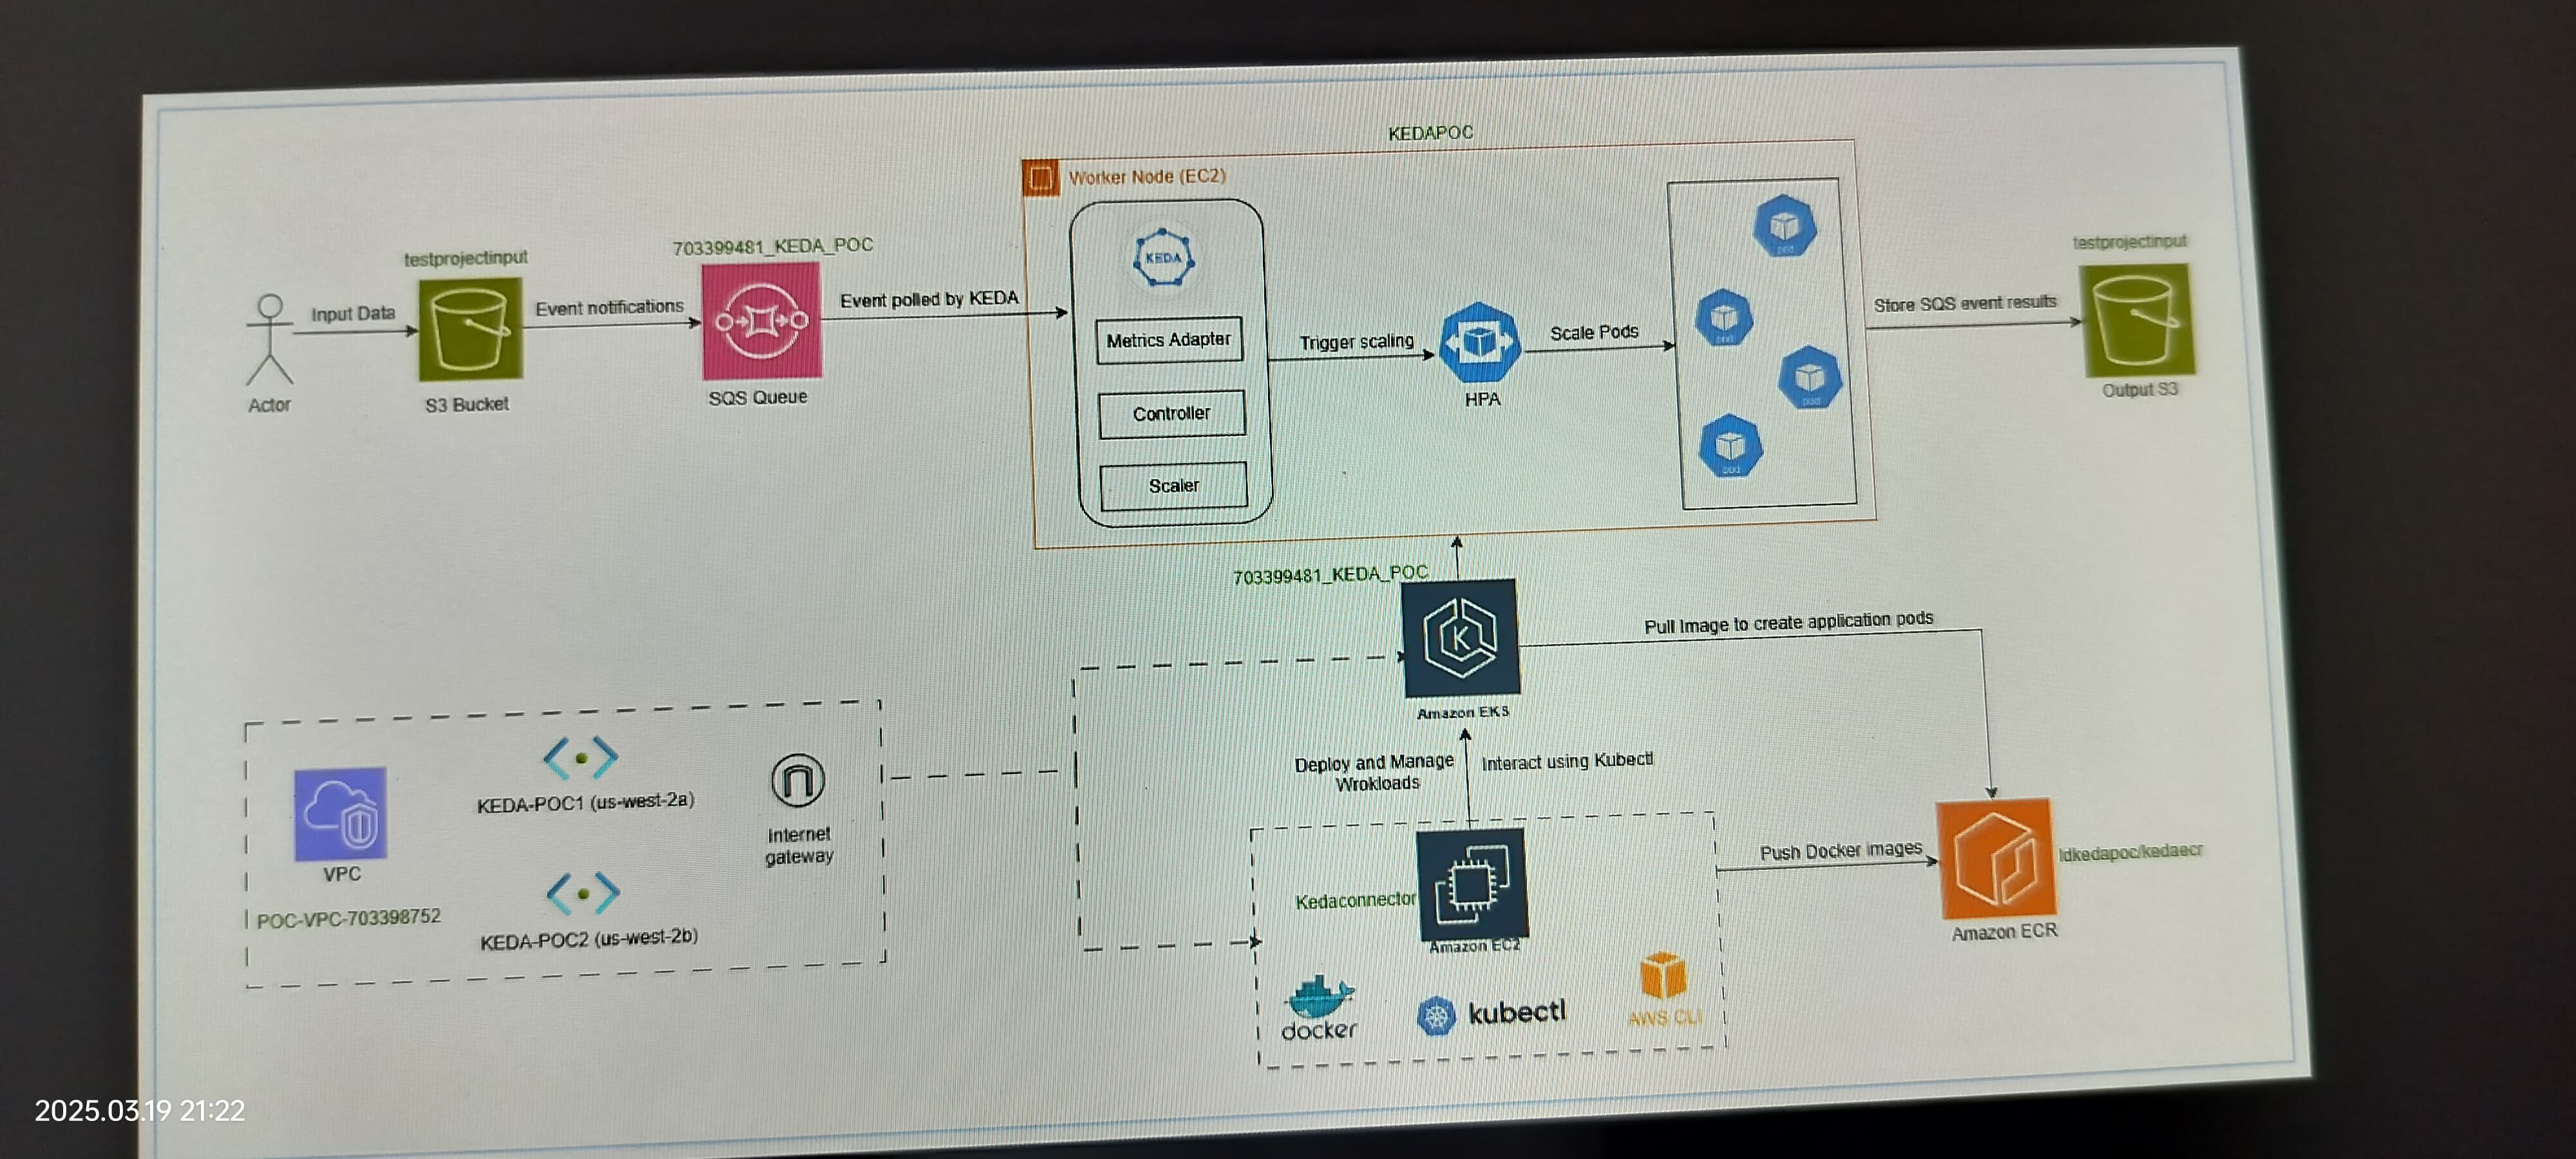 KEDAPOC
Worker Node (EC2)
testprojectinput
703399481_KEDA_POC
testprojectinput
KEDA
Input Data
Event notifications
Event polled by KEDA
Metrics Adapter
Trigger scaling
Scale Pods
Store SQS event results
pod
pod
pod
pod
Actor
S3 Bucket
SQS Queue
Controller
HPA
Output S3
Scaler
703399481_KEDA_POC
K
Pull Image to create application pods
Amazon EKS
Deploy and Manage
Wrokloads
Interact using Kubectl
KEDA-POC1 (us-west-2a)
Internet
gateway
VPC
POC-VPC-703398752
KEDA-POC2 (us-west-2b)
Push Docker images
ldkedapoc/kedaecr
Kedaconnector
Amazon EC2
Amazon ECR
docker
kubectl
AWS CLI
2025.03.19 21:22